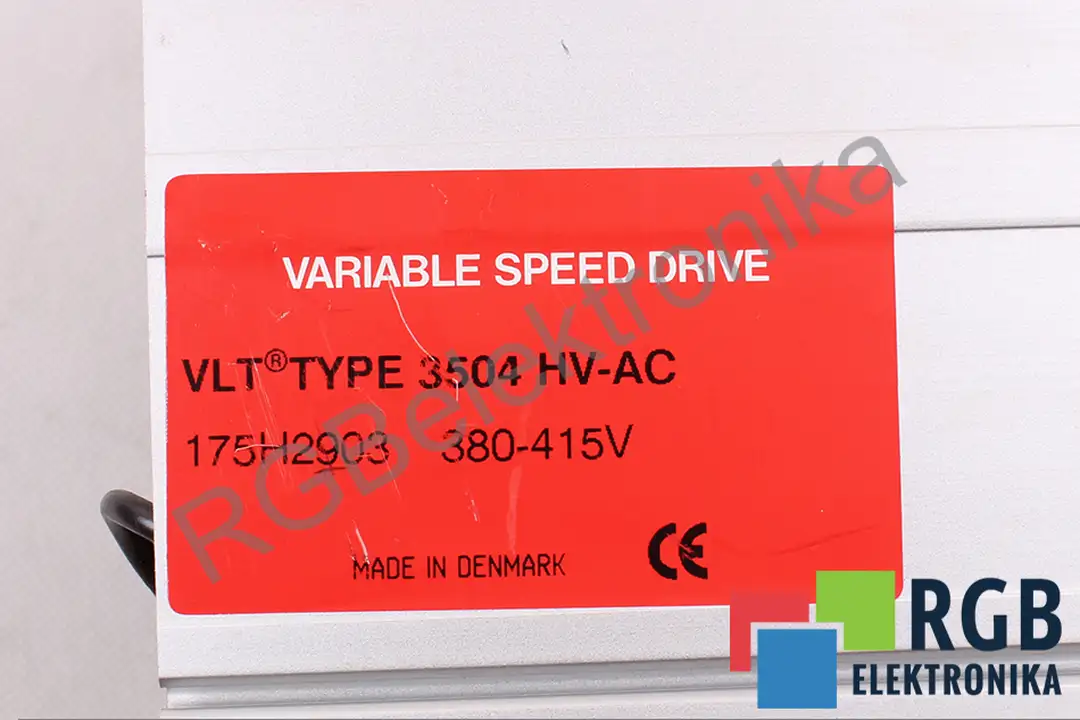 VARIABLE SPEED DRIVE
VLT® TYPE 3504 HV-AC
175H2903 380-415V
MADE IN DENMARK
CE
RGBelektronika
RGB
ELEKTRONIKA